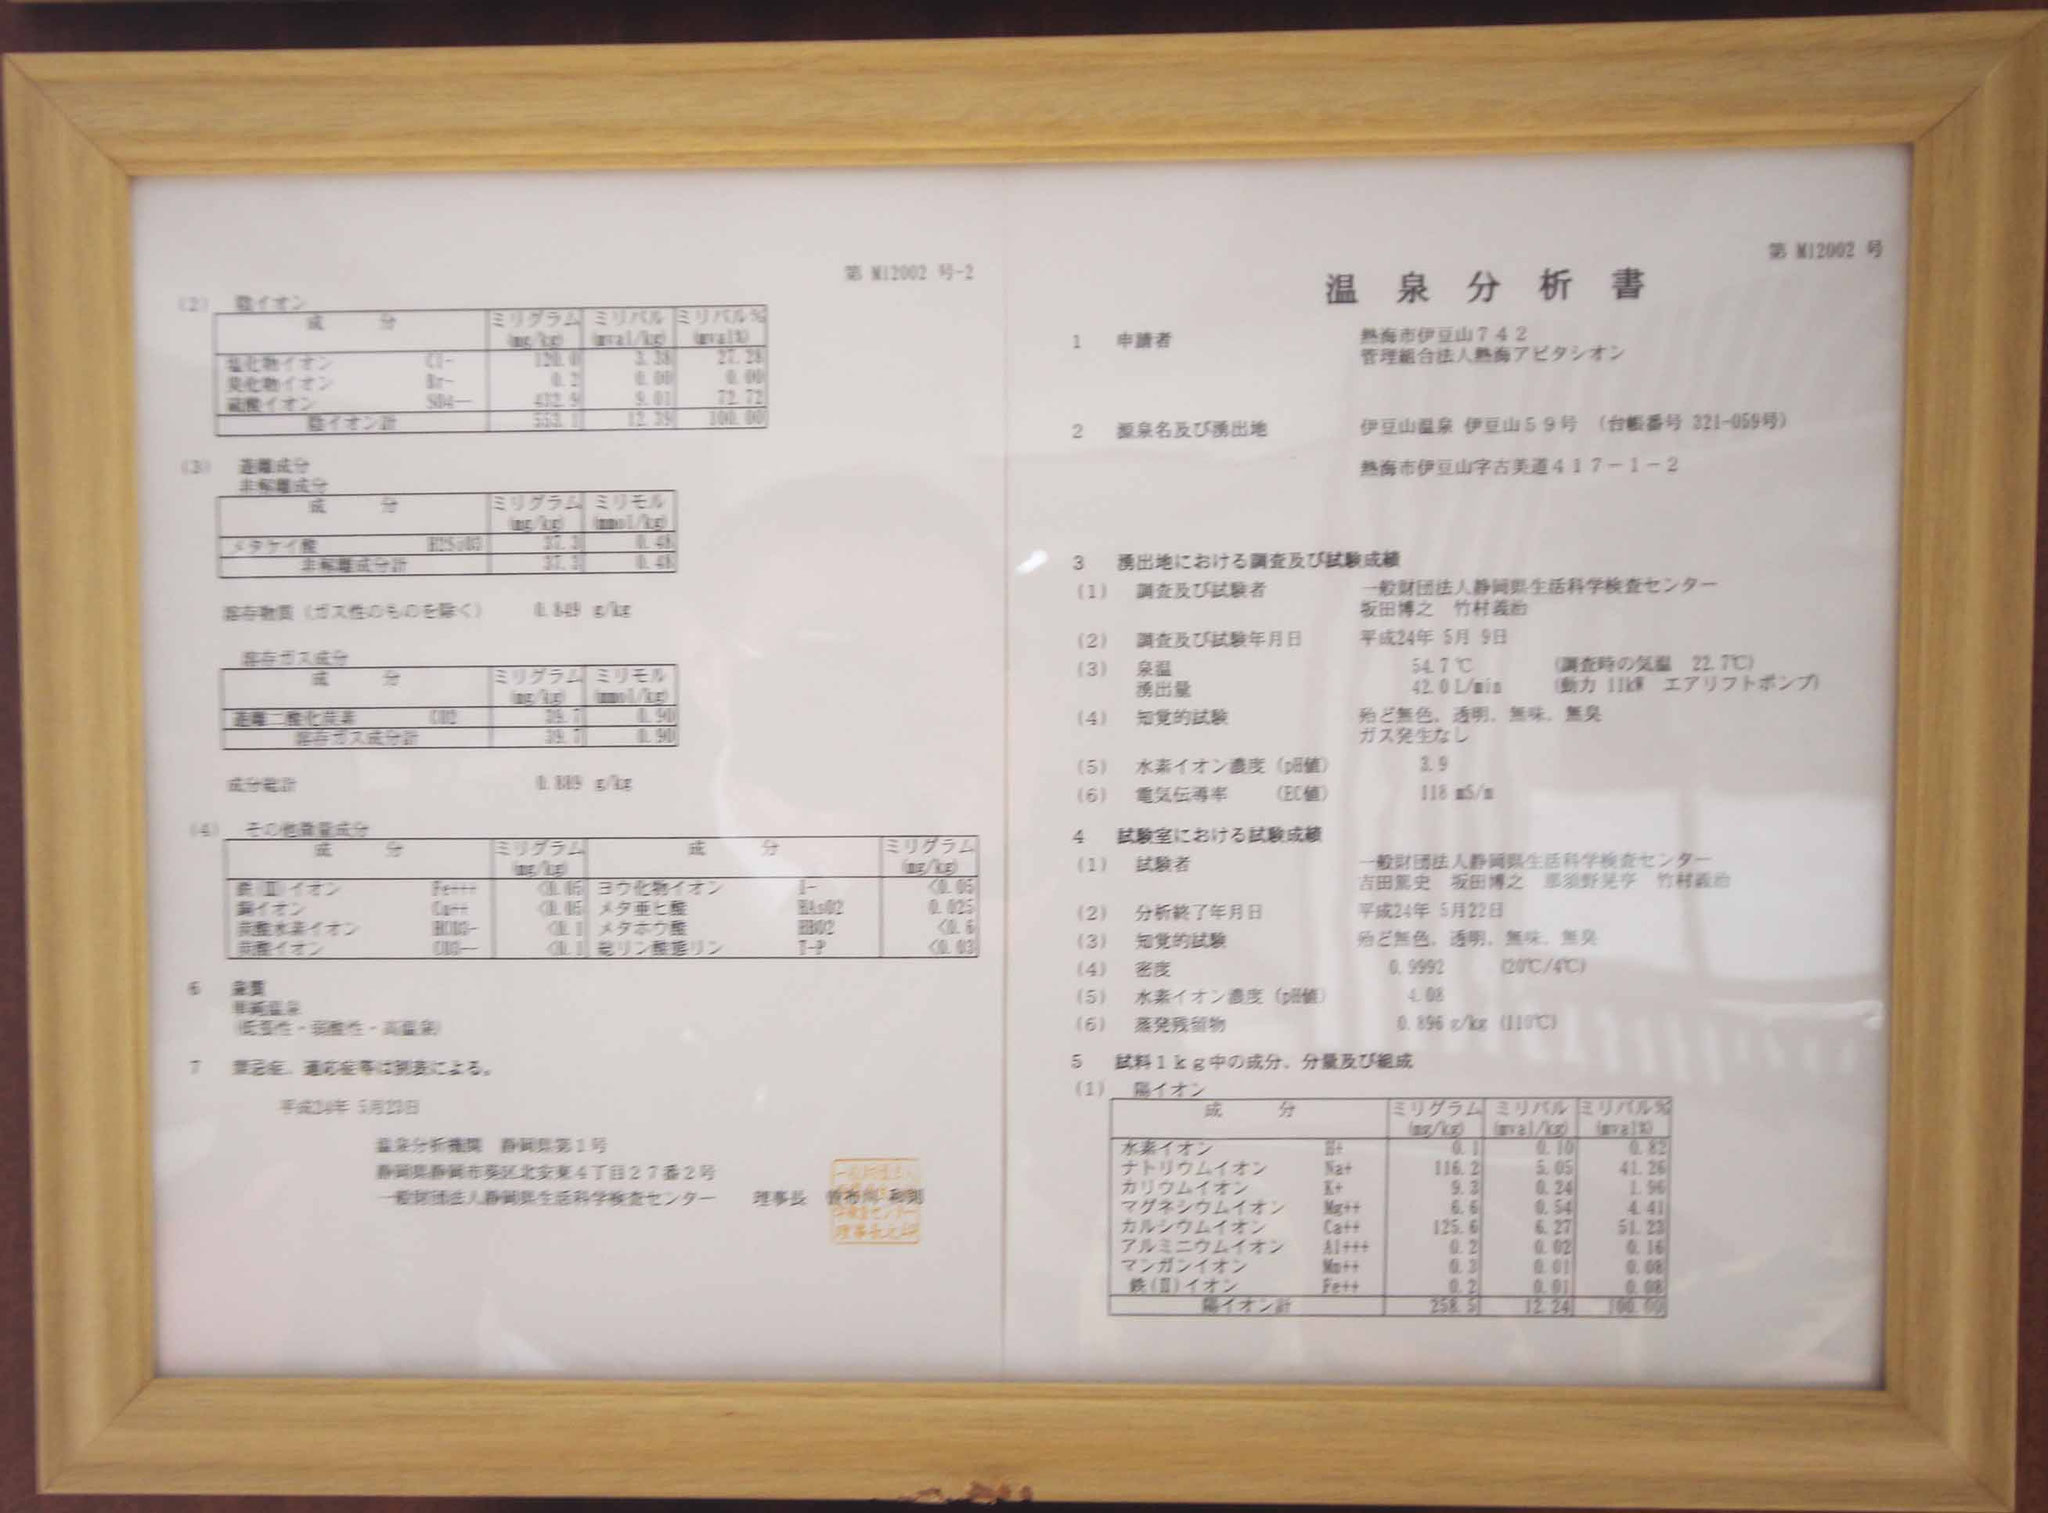 第 M12002 号
温泉分析書
1 申請者 熱海市伊豆山742
管理組合法人熱海アビタシオン
2 源泉名及び湧出地 伊豆山温泉 伊豆山59号 (台帳番号 321-059号)
熱海市伊豆山字古美道417-1-2
3 湧出地における調査及び試験成績
(1) 調査及び試験者 一般財団法人静岡県生活科学検査センター
坂田博之 竹村義治
(2) 調査及び試験年月日 平成24年 5月 9日
(3) 泉温 54.7℃ (調査時の気温 22.7℃)
湧出量 42.0L/min (動力 11kW エアリフトポンプ)
(4) 知覚的試験 殆ど無色、透明、無味、無臭
ガス発生なし
(5) 水素イオン濃度(pH値) 3.9
(6) 電気伝導率 (EC値) 118 mS/m
4 試験室における試験成績
(1) 試験者 一般財団法人静岡県生活科学検査センター
吉田篤史 坂田博之 那須野晃亨 竹村義治
(2) 分析終了年月日 平成24年 5月22日
(3) 知覚的試験 殆ど無色、透明、無味、無臭
(4) 密度 0.9992 (20℃/4℃)
(5) 水素イオン濃度(pH値) 4.08
(6) 蒸発残留物 0.896 g/kg (110℃)
5 試料1kg中の成分、分量及び組成
(1) 陽イオン
成 分 ミリグラム ミリバル ミリバル%
(mg/kg) (mval/kg) (mval%)
水素イオン H+ 0.1 0.10 0.82
ナトリウムイオン Na+ 116.2 5.05 41.26
カリウムイオン K+ 9.3 0.24 1.96
マグネシウムイオン Mg++ 6.6 0.54 4.41
カルシウムイオン Ca++ 125.6 6.27 51.23
アルミニウムイオン Al+++ 0.2 0.02 0.16
マンガンイオン Mn++ 0.3 0.01 0.08
鉄(Ⅱ)イオン Fe++ 0.2 0.01 0.08
陽イオン計 258.5 12.24 100.00
第 M12002 号-2
(2) 陰イオン
成 分 ミリグラム ミリバル ミリバル%
(mg/kg) (mval/kg) (mval%)
塩化物イオン Cl- 120.0 3.38 27.28
臭化物イオン Br- 0.2 0.00 0.00
硫酸イオン SO4-- 432.9 9.01 72.72
陰イオン計 553.1 12.39 100.00
(3) 遊離成分
非解離成分
成 分 ミリグラム ミリモル
(mg/kg) (mmol/kg)
メタケイ酸 H2SiO3 37.3 0.48
非解離成分計 37.3 0.48
溶存物質(ガス性のものを除く) 0.849 g/kg
溶存ガス成分
成 分 ミリグラム ミリモル
(mg/kg) (mmol/kg)
遊離二酸化炭素 CO2 39.7 0.90
溶存ガス成分計 39.7 0.90
成分総計 0.889 g/kg
(4) その他微量成分
成 分 ミリグラム 成 分 ミリグラム
(mg/kg) (mg/kg)
鉄(Ⅲ)イオン Fe+++ <0.05 ヨウ化物イオン I- <0.05
銅イオン Cu++ <0.05 メタ亜ヒ酸 HAsO2 0.025
炭酸水素イオン HCO3- <0.1 メタホウ酸 HBO2 <0.6
炭酸イオン CO3-- <0.1 総リン酸態リン T-P <0.03
6 泉質
単純温泉
(低張性・弱酸性・高温泉)
7 禁忌症、適応症等は別表による。
平成24年 5月23日
温泉分析機関 静岡県第1号
静岡県静岡市葵区北安東4丁目27番2号
一般財団法人静岡県生活科学検査センター 理事長